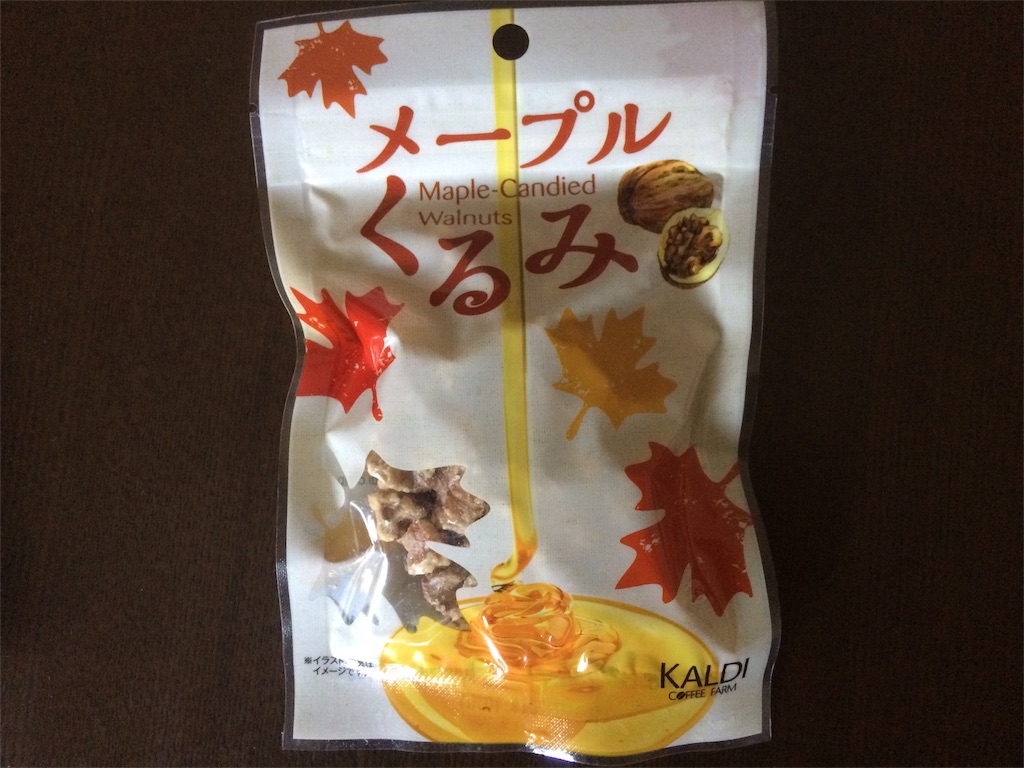 メープル
Maple-Candied
Walnuts
くるみ
※イラスト
イメージで
KALDI
COFFEE FARM